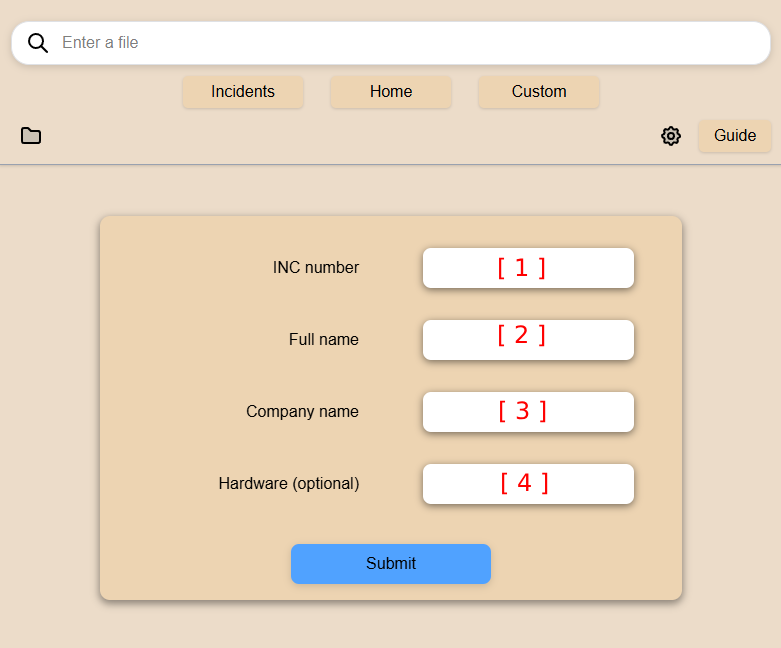 Enter a file
Incidents Home Custom
Guide
INC number [ 1 ]
Full name [ 2 ]
Company name [ 3 ]
Hardware (optional) [ 4 ]
Submit